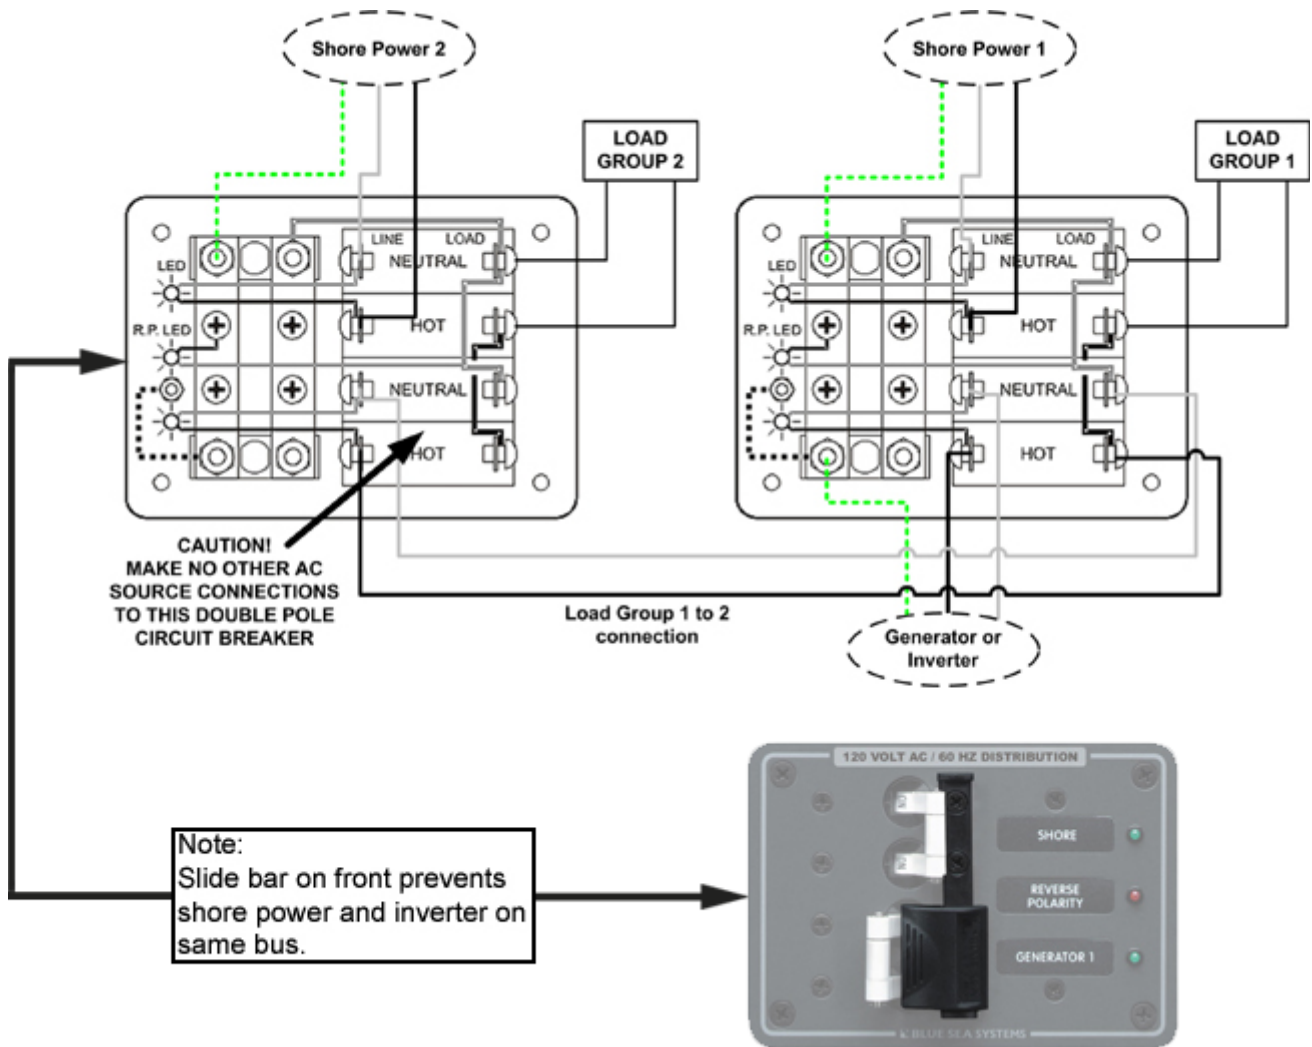 Shore Power 2
Shore Power 1
LOAD
GROUP 2
LOAD
GROUP 1
LINE
LOAD
NEUTRAL
LED
HOT
R.P. LED
NEUTRAL
HOT
LINE
LOAD
NEUTRAL
LED
HOT
R.P. LED
NEUTRAL
HOT
CAUTION!
MAKE NO OTHER AC
SOURCE CONNECTIONS
TO THIS DOUBLE POLE
CIRCUIT BREAKER
Load Group 1 to 2
connection
Generator or
Inverter
Note:
Slide bar on front prevents
shore power and inverter on
same bus.
120 VOLT AC / 60 HZ DISTRIBUTION
ON
ON
SHORE
REVERSE
POLARITY
GENERATOR 1
BLUE SEA SYSTEMS